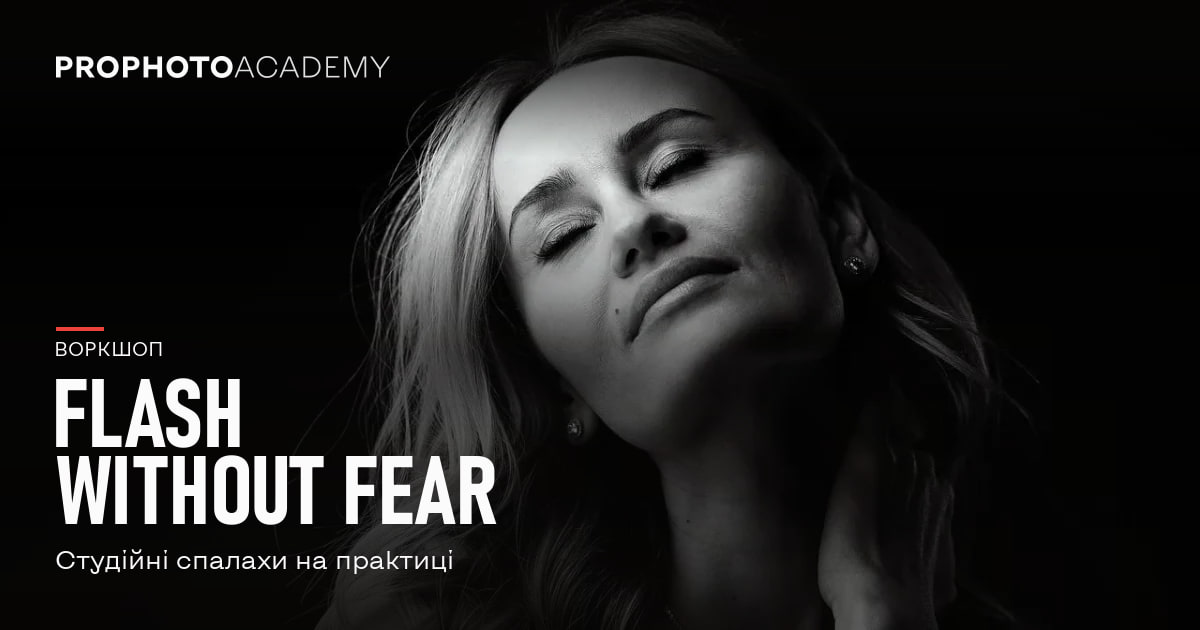 PROPHOTOACADEMY
ВОРКШОП
FLASH
WITHOUT FEAR
Студійні спалахи на практиці